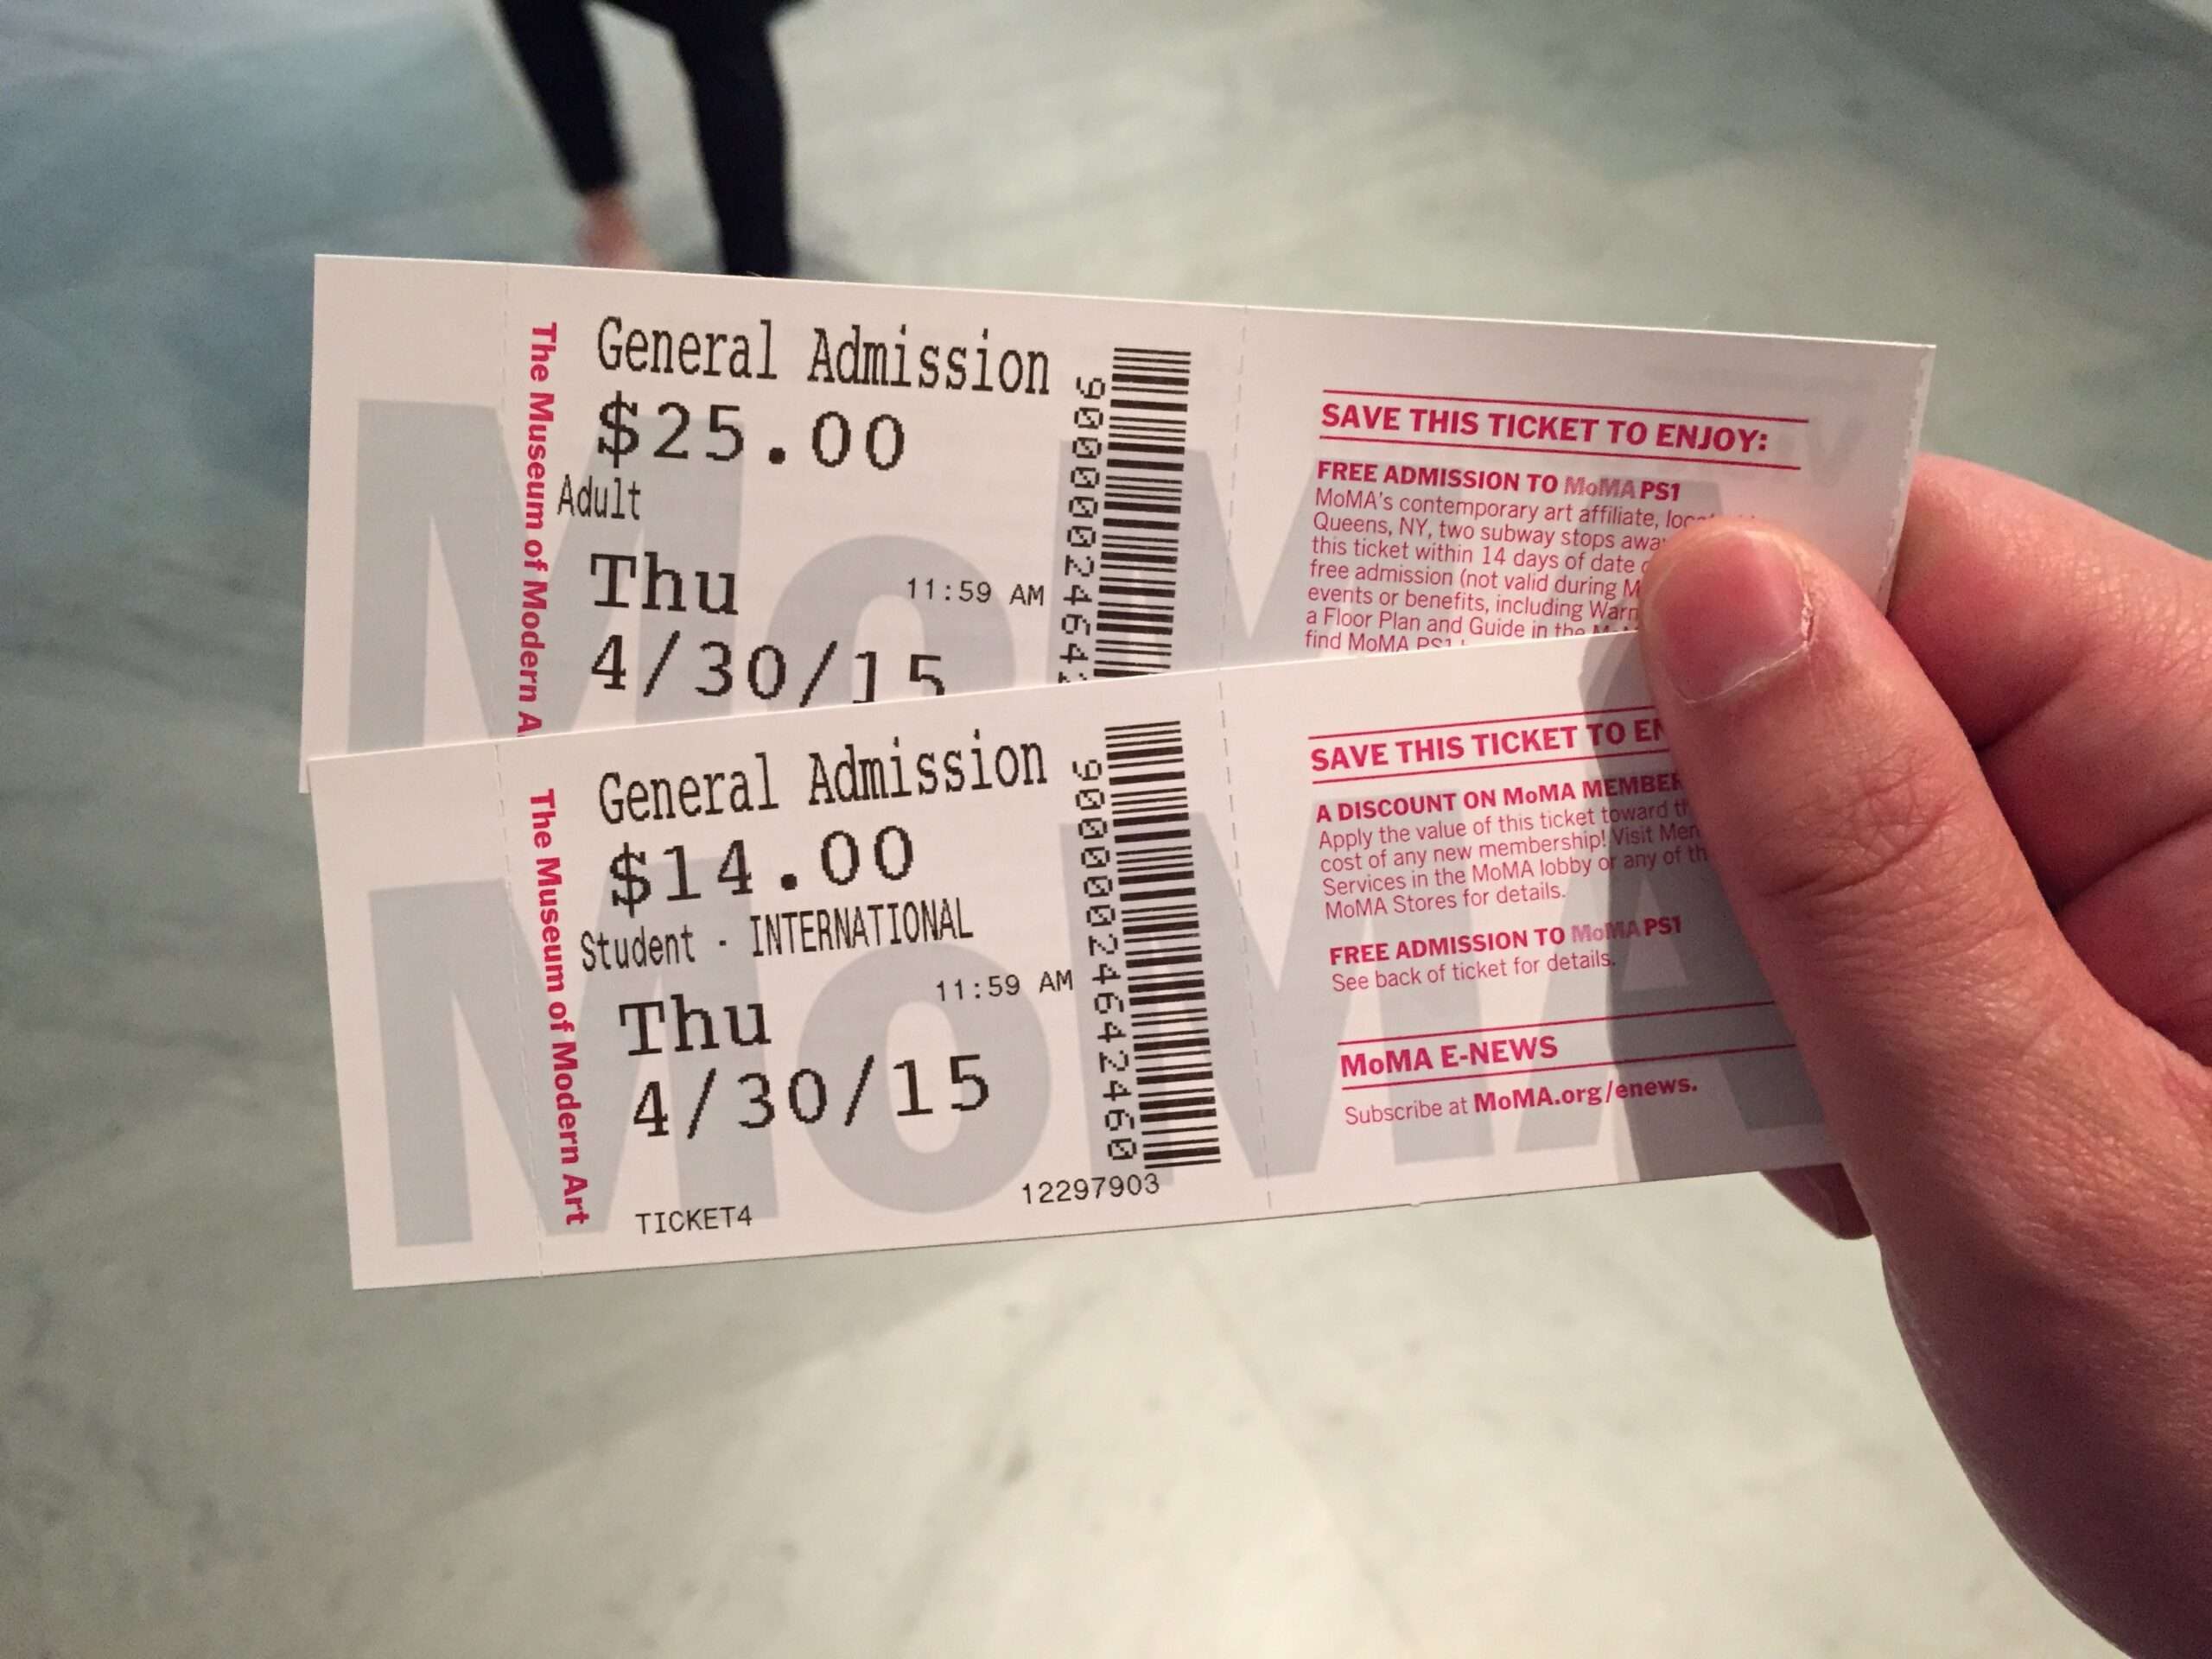 The Museum of Modern A
General Admission
$25.00
Adult
Thu
11:59 AM
4/30/15
MoMA
SAVE THIS TICKET TO ENJOY:
FREE ADMISSION TO MoMA PS1
MoMA's contemporary art affiliate,
Queens, NY, two subway stops
this ticket within 14 days of date
free admission (not valid during
events or benefits, including
a Floor Plan and Guide in the
find MoMA PS1
The Museum of Modern Art
General Admission
$14.00
Student - INTERNATIONAL
11:59 AM
Thu
4/30/15
TICKET4
12297903
900000024642460
MoMA
SAVE THIS TICKET TO
A DISCOUNT ON MoMA
Apply the value of this ticket toward
cost of any new membership! Visit
Services in the MoMA lobby or any of
MoMA Stores for details.
FREE ADMISSION TO MoMA PS1
See back of ticket for details.
MoMA E-NEWS
Subscribe at MoMA.org/enews.